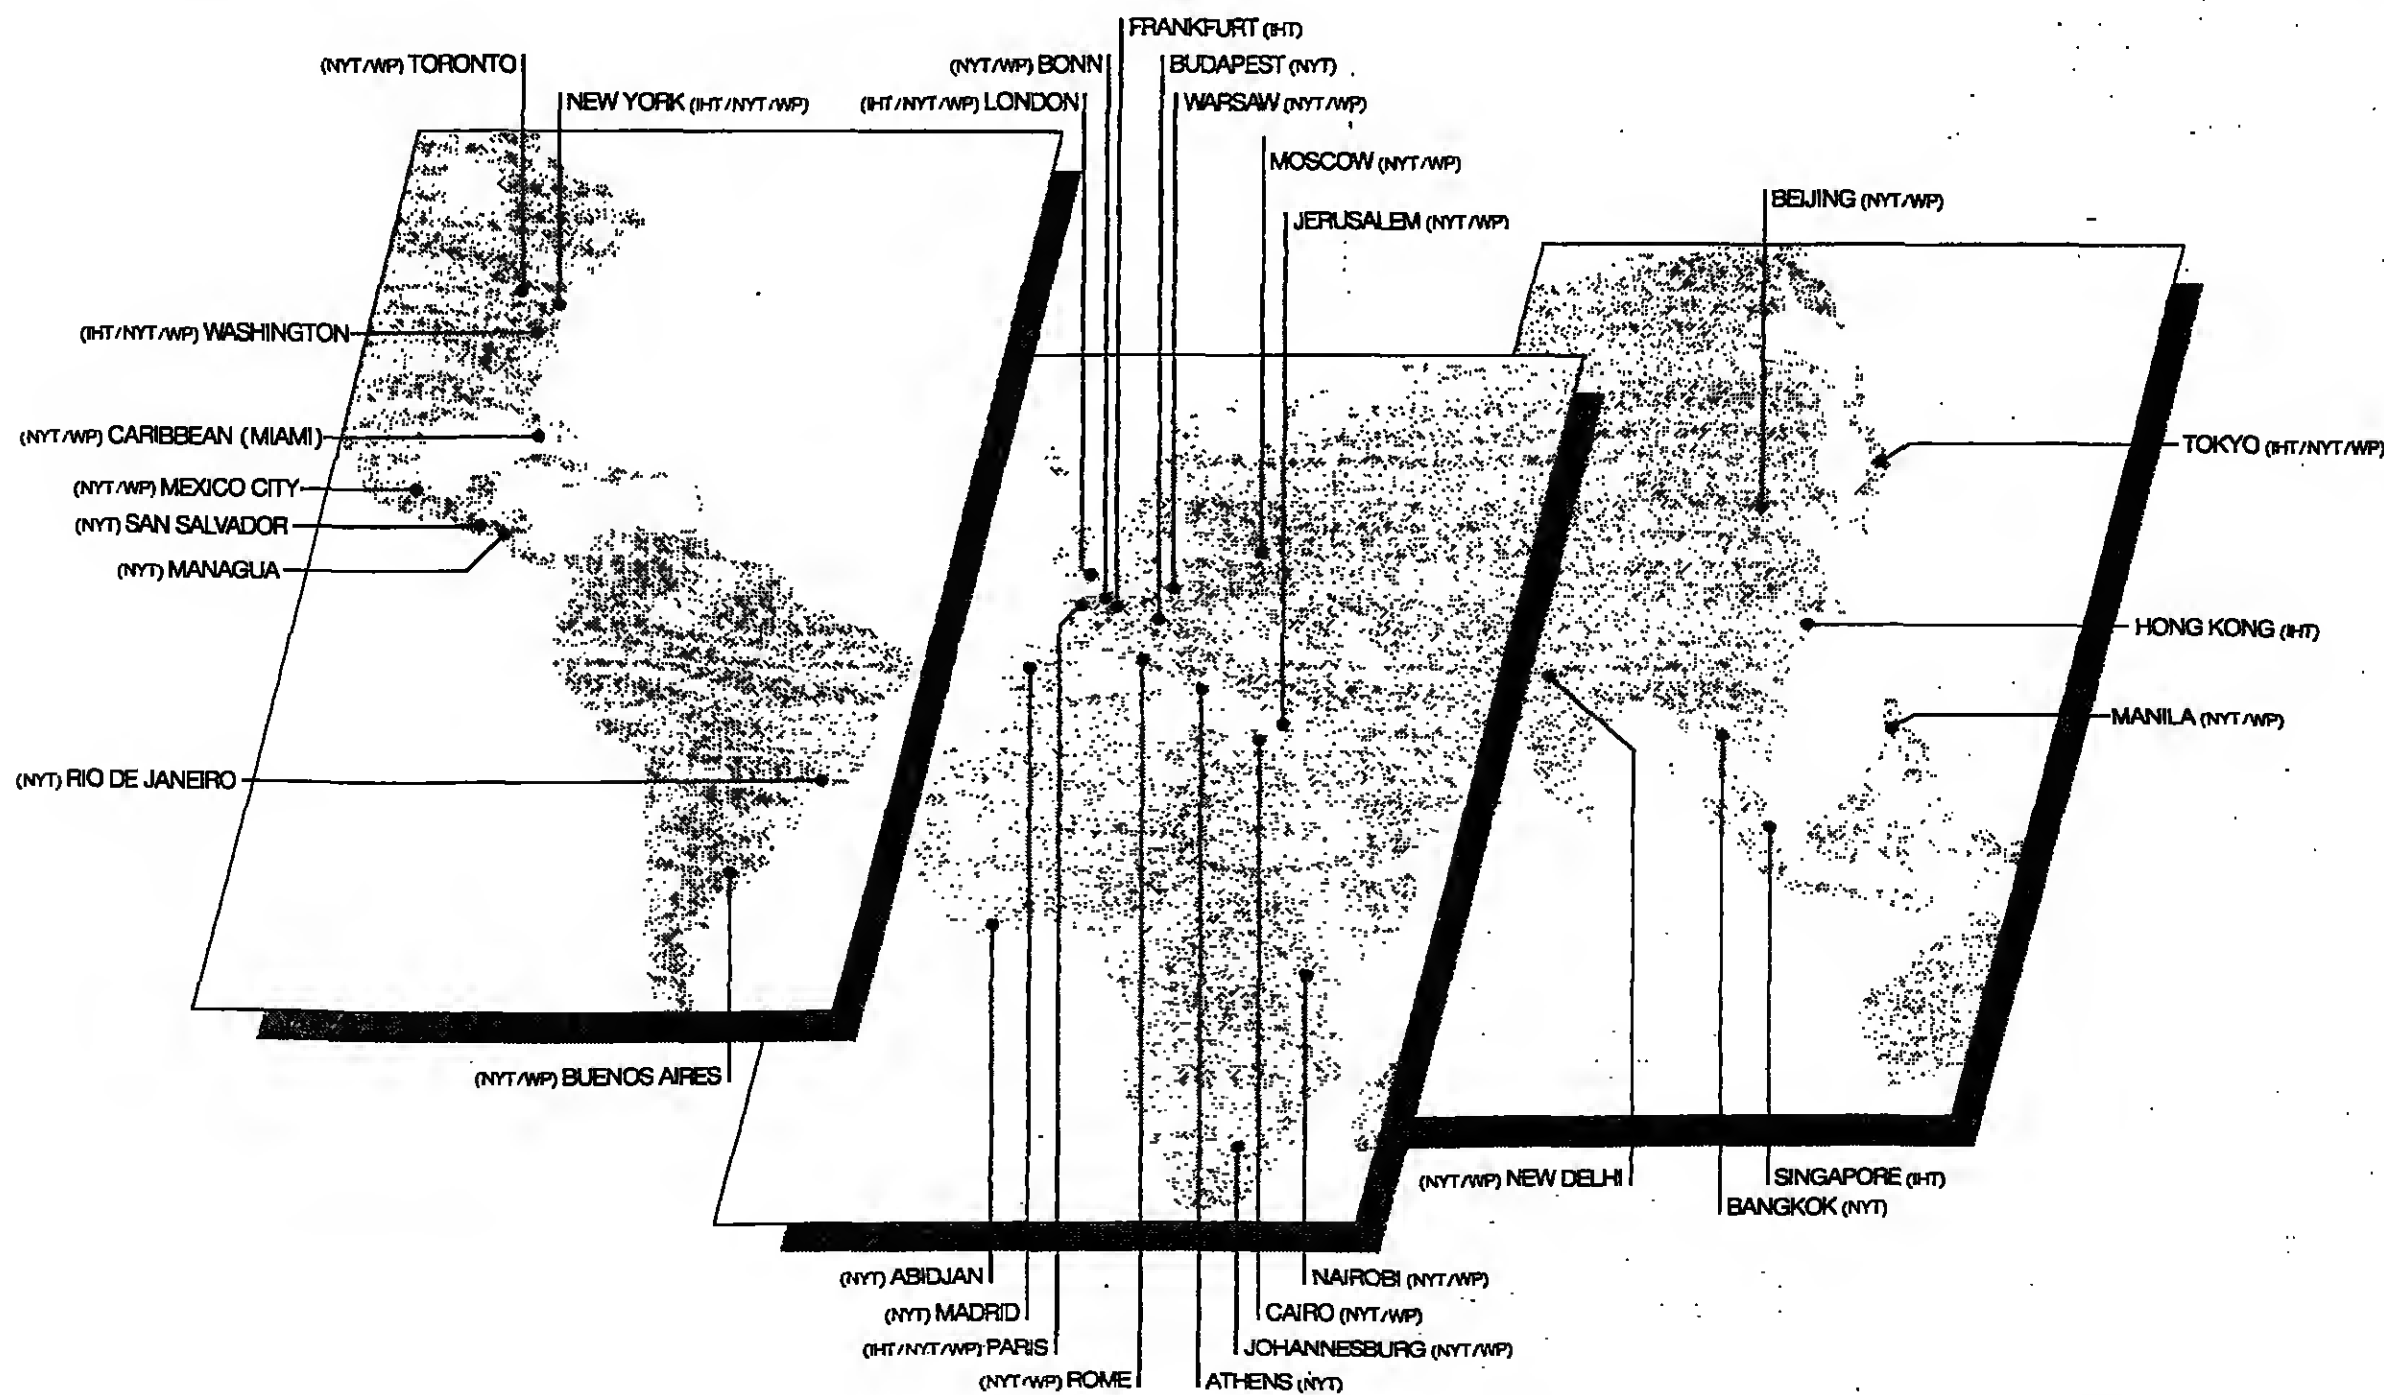 FRANKFURT (IHT)
(NYT/WP) TORONTO
(NYT/WP) BONN
BUDAPEST (NYT)
NEW YORK (IHT/NYT/WP)
(IHT/NYT/WP) LONDON
WARSAW (NYT/WP)
MOSCOW (NYT/WP)
BEIJING (NYT/WP)
JERUSALEM (NYT/WP)
(IHT/NYT/WP) WASHINGTON
(NYT/WP) CARIBBEAN (MIAMI)
TOKYO (IHT/NYT/WP)
(NYT/WP) MEXICO CITY
(NYT) SAN SALVADOR
(NYT) MANAGUA
HONG KONG (IHT)
MANILA (NYT/WP)
(NYT) RIO DE JANEIRO
(NYT/WP) BUENOS AIRES
(NYT/WP) NEW DELHI
SINGAPORE (IHT)
BANGKOK (NYT)
(NYT) ABIDJAN
NAIROBI (NYT/WP)
(NYT) MADRID
CAIRO (NYT/WP)
(IHT/NYT/WP) PARIS
JOHANNESBURG (NYT/WP)
(NYT/WP) ROME
ATHENS (NYT)